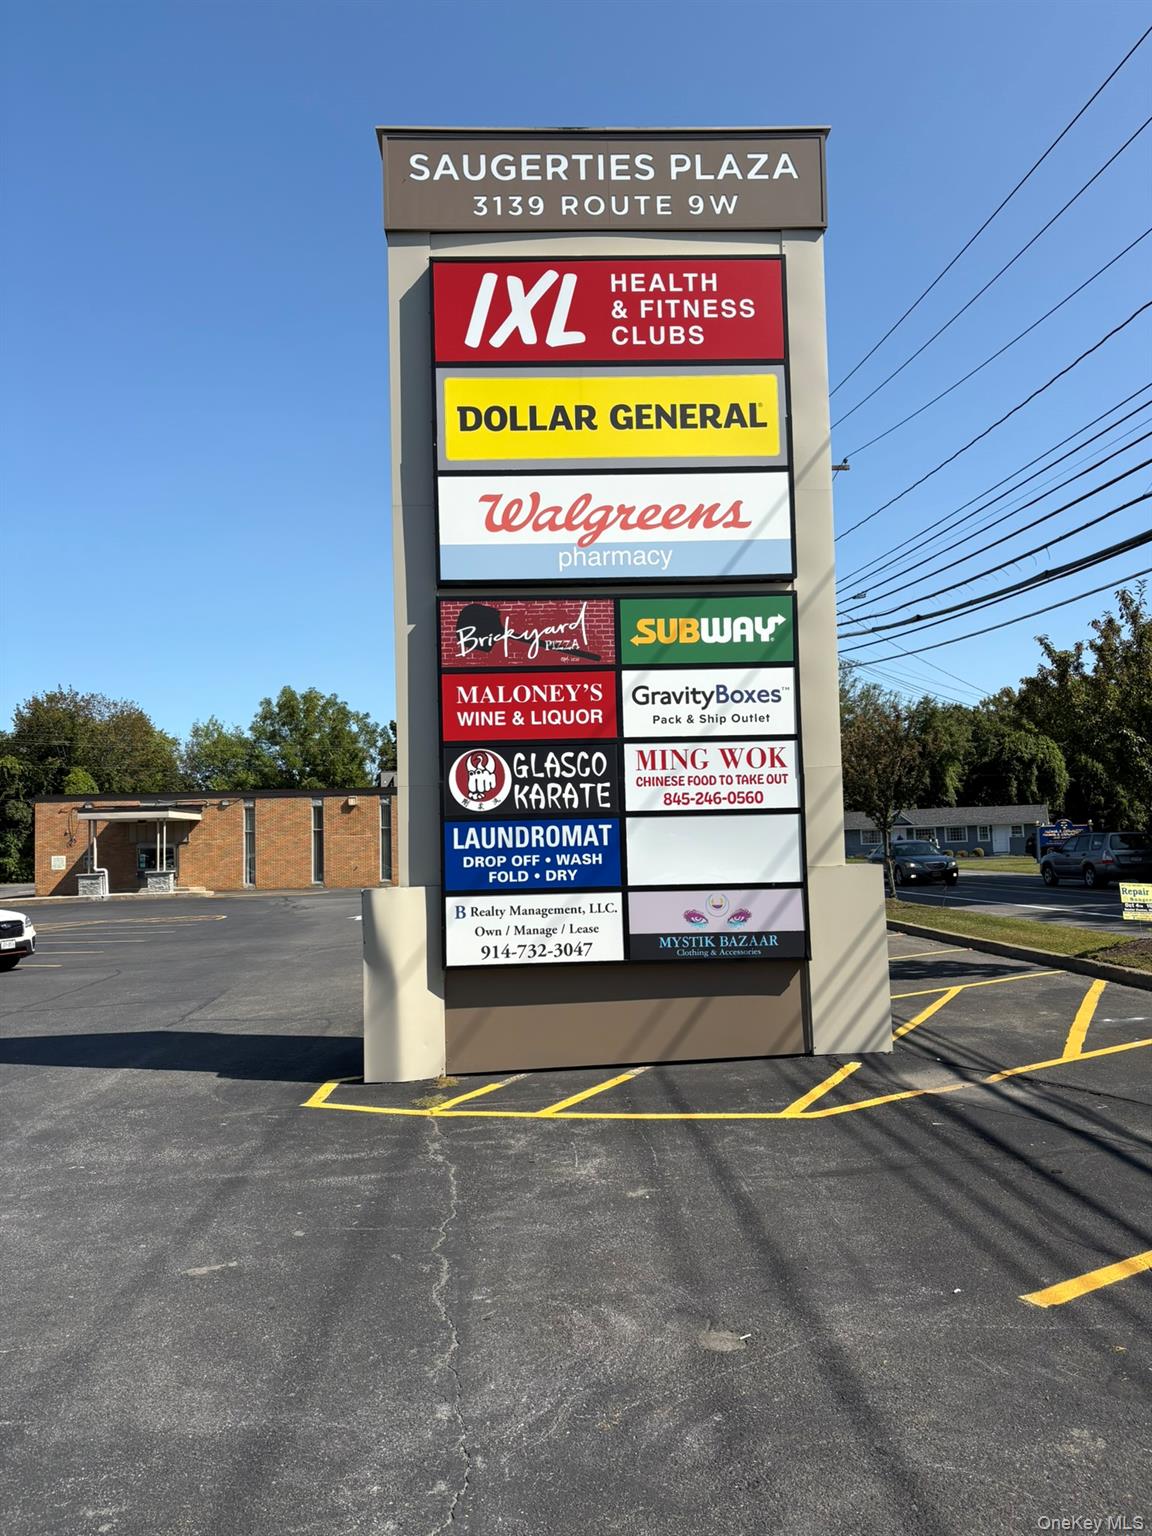 SAUGERTIES PLAZA
3139 ROUTE 9W
IXL
HEALTH
& FITNESS
CLUBS
DOLLAR GENERAL
Walgreens
pharmacy
Brickyard
PIZZA
SUBWAY
MALONEY'S
WINE & LIQUOR
GravityBoxes™
Pack & Ship Outlet
GLASCO
KARATE
MING WOK
CHINESE FOOD TO TAKE OUT
845-246-0560
LAUNDROMAT
DROP OFF • WASH
FOLD • DRY
B Realty Management, LLC.
Own / Manage / Lease
914-732-3047
MYSTIK BAZAAR
Clothing & Accessories
Repair
OneKey MLS